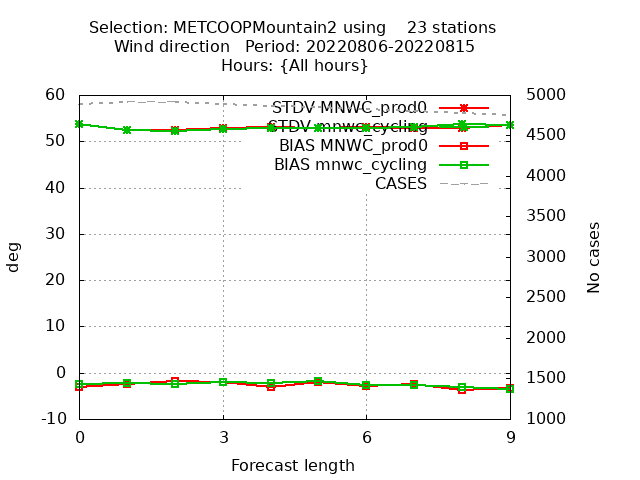 Selection: METCOOPMountain2 using    23 stations
Wind direction   Period: 20220806-20220815
Hours: {All hours}
60 5000
STDV MNWC_prod0
STDV mnwc_cycling
BIAS MNWC_prod0
BIAS mnwc_cycling
CASES
50 4500
40 4000
3500
30 3000
deg
No cases
20 2500
10 2000
0 1500
-10 1000
0 3 6 9
Forecast length